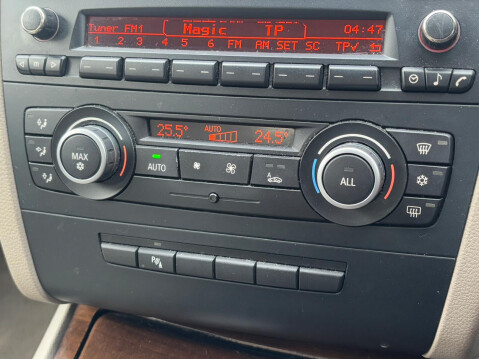 Tuner FM1 Magic TP 04:47
1 2 3 4 5 6 FM AM SET SC TP✓
25.5° AUTO 24.5°
MAX AUTO ALL
P